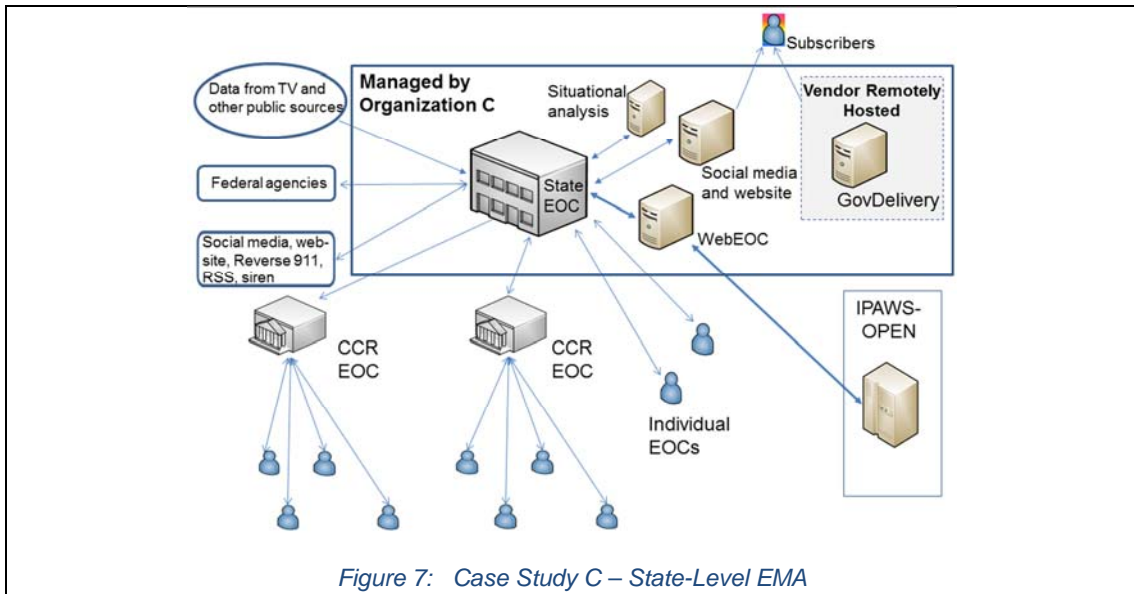 Subscribers
Data from TV and
other public sources
Managed by
Organization C
Situational
analysis
Vendor Remotely
Hosted
Federal agencies
State
EOC
Social media
and website
GovDelivery
WebEOC
Social media, web-
site, Reverse 911,
RSS, siren
IPAWS-
OPEN
CCR
EOC
CCR
EOC
Individual
EOCs
Figure 7: Case Study C – State-Level EMA